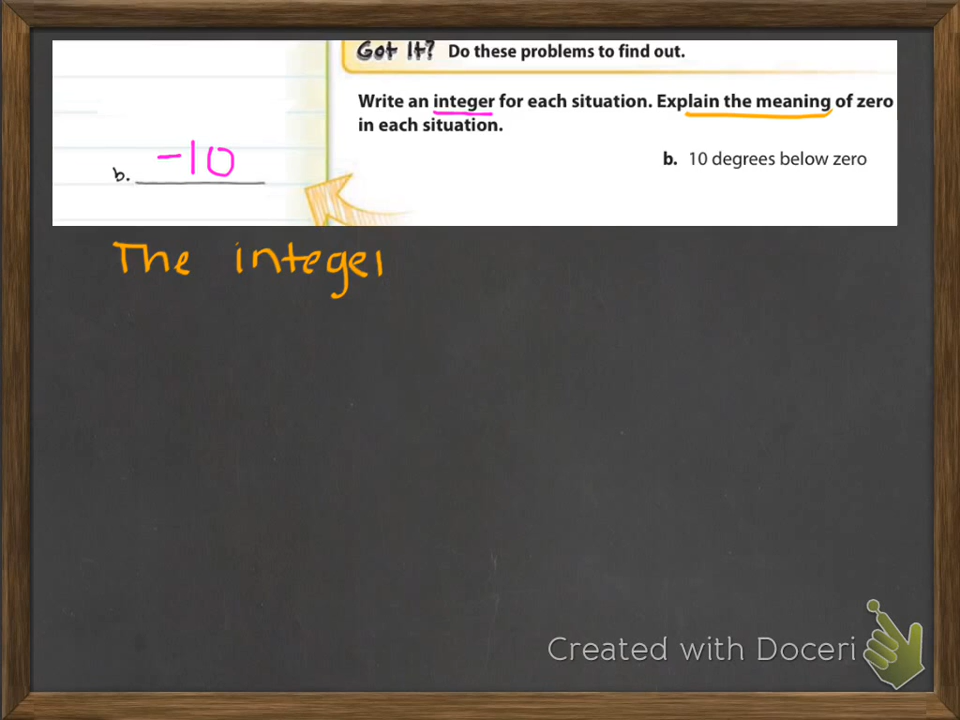 Got It? Do these problems to find out.
Write an integer for each situation. Explain the meaning of zero
in each situation.
b. 10 degrees below zero
b. -10
The integer
Created with Doceri